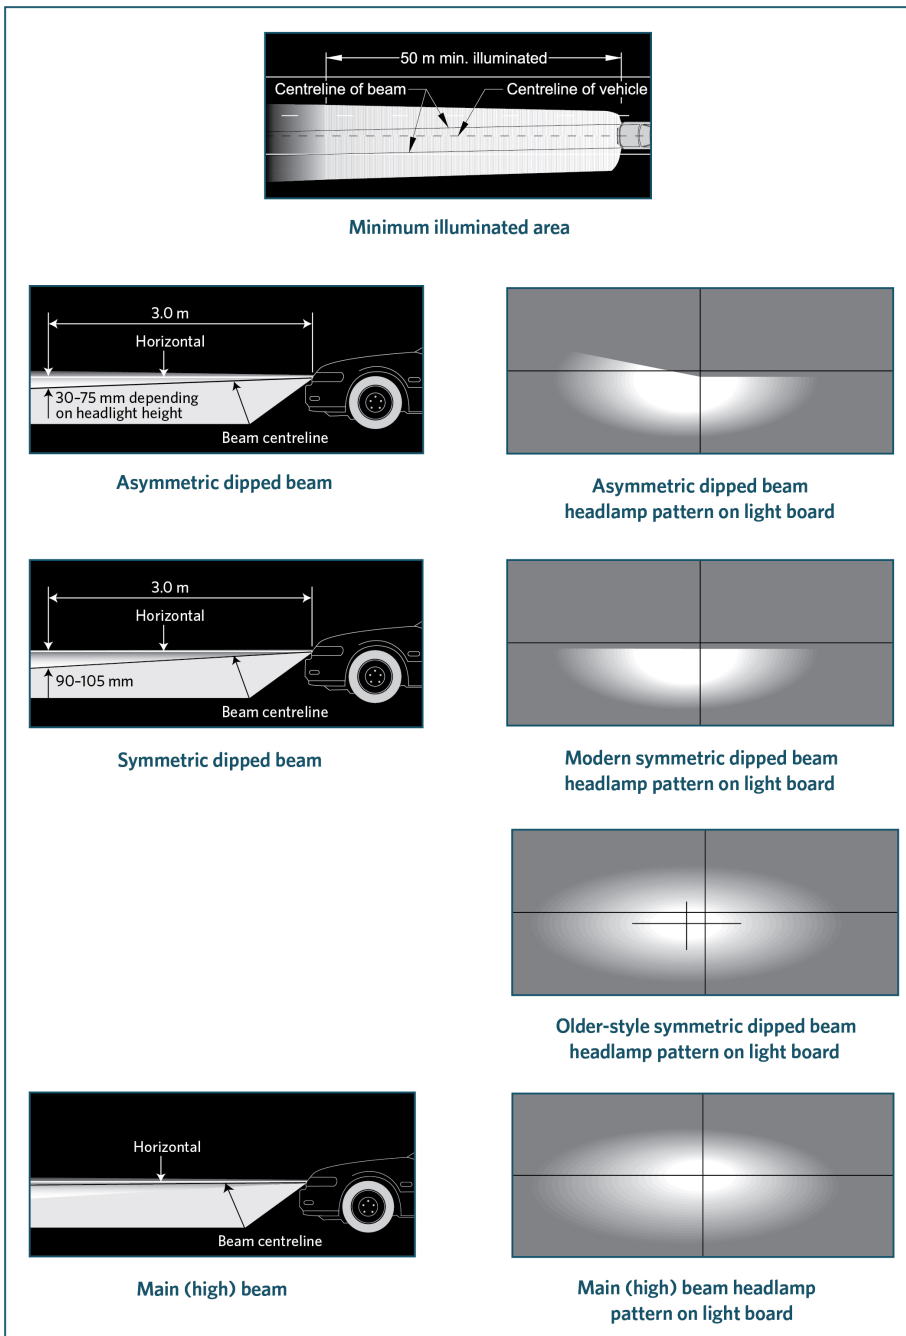 50 m min. illuminated
Centreline of beam
Centreline of vehicle
Minimum illuminated area
3.0 m
Horizontal
30–75 mm depending
on headlight height
Beam centreline
Asymmetric dipped beam
Asymmetric dipped beam
headlamp pattern on light board
3.0 m
Horizontal
90–105 mm
Beam centreline
Symmetric dipped beam
Modern symmetric dipped beam
headlamp pattern on light board
Older-style symmetric dipped beam
headlamp pattern on light board
Horizontal
Beam centreline
Main (high) beam
Main (high) beam headlamp
pattern on light board